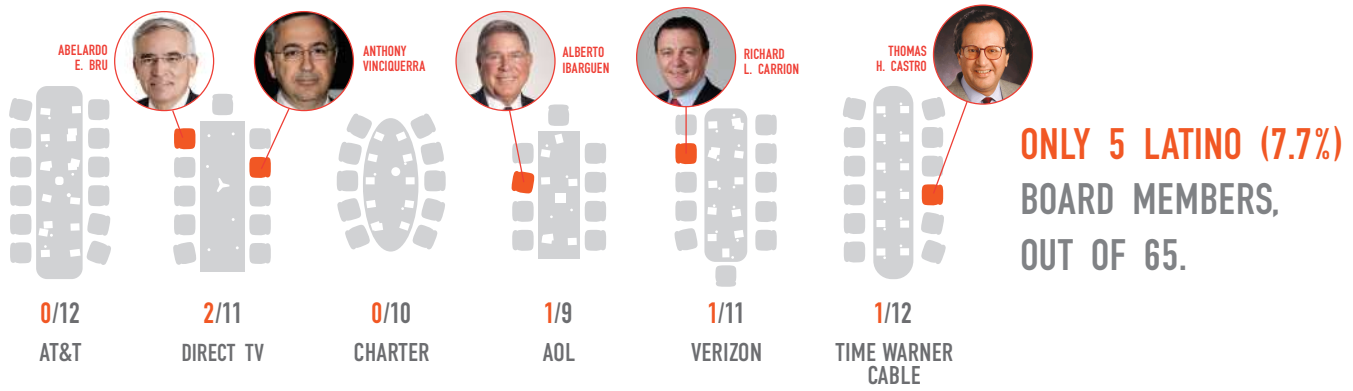 ABELARDO
E. BRU
ANTHONY
VINCIQUERRA
ALBERTO
IBARGUEN
RICHARD
L. CARRION
THOMAS
H. CASTRO
ONLY 5 LATINO (7.7%)
BOARD MEMBERS,
OUT OF 65.
0/12
AT&T
2/11
DIRECT TV
0/10
CHARTER
1/9
AOL
1/11
VERIZON
1/12
TIME WARNER
CABLE